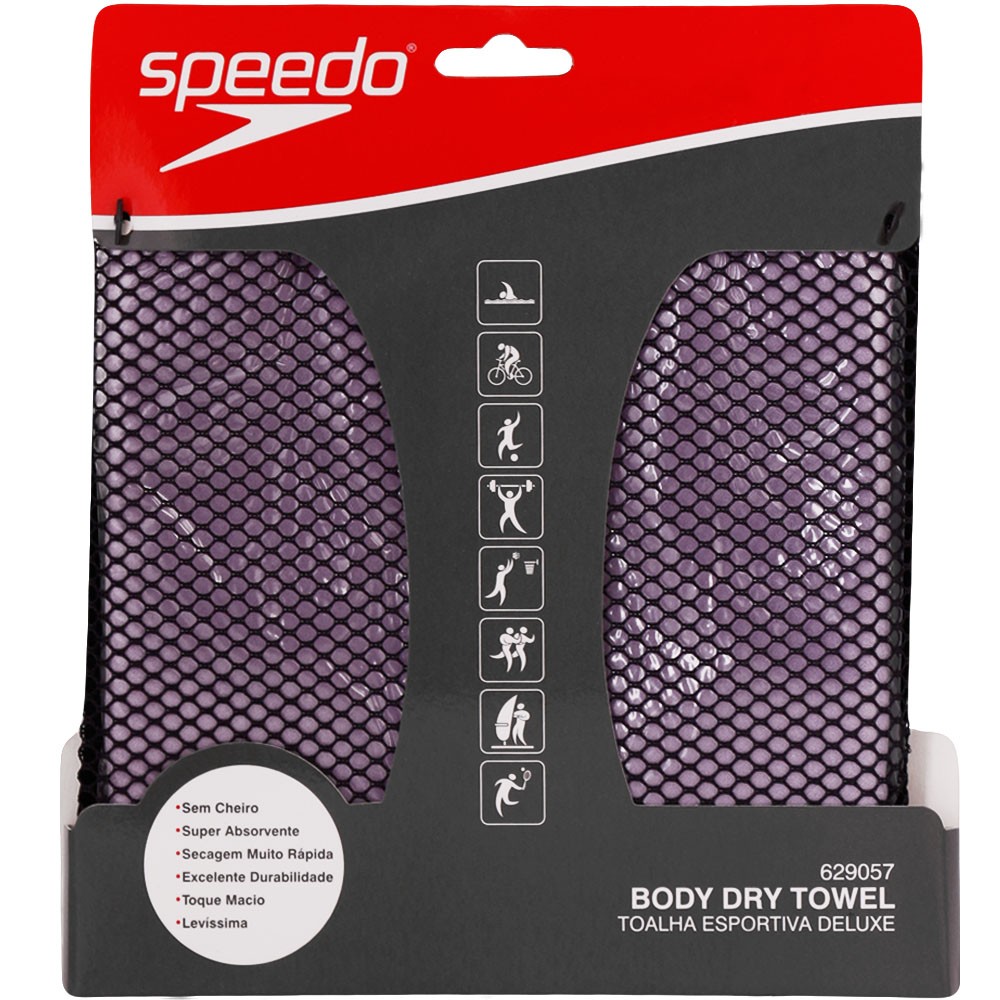 speedo®
•Sem Cheiro
•Super Absorvente
•Secagem Muito Rápida
•Excelente Durabilidade
•Toque Macio
•Levíssima
629057
BODY DRY TOWEL
TOALHA ESPORTIVA DELUXE